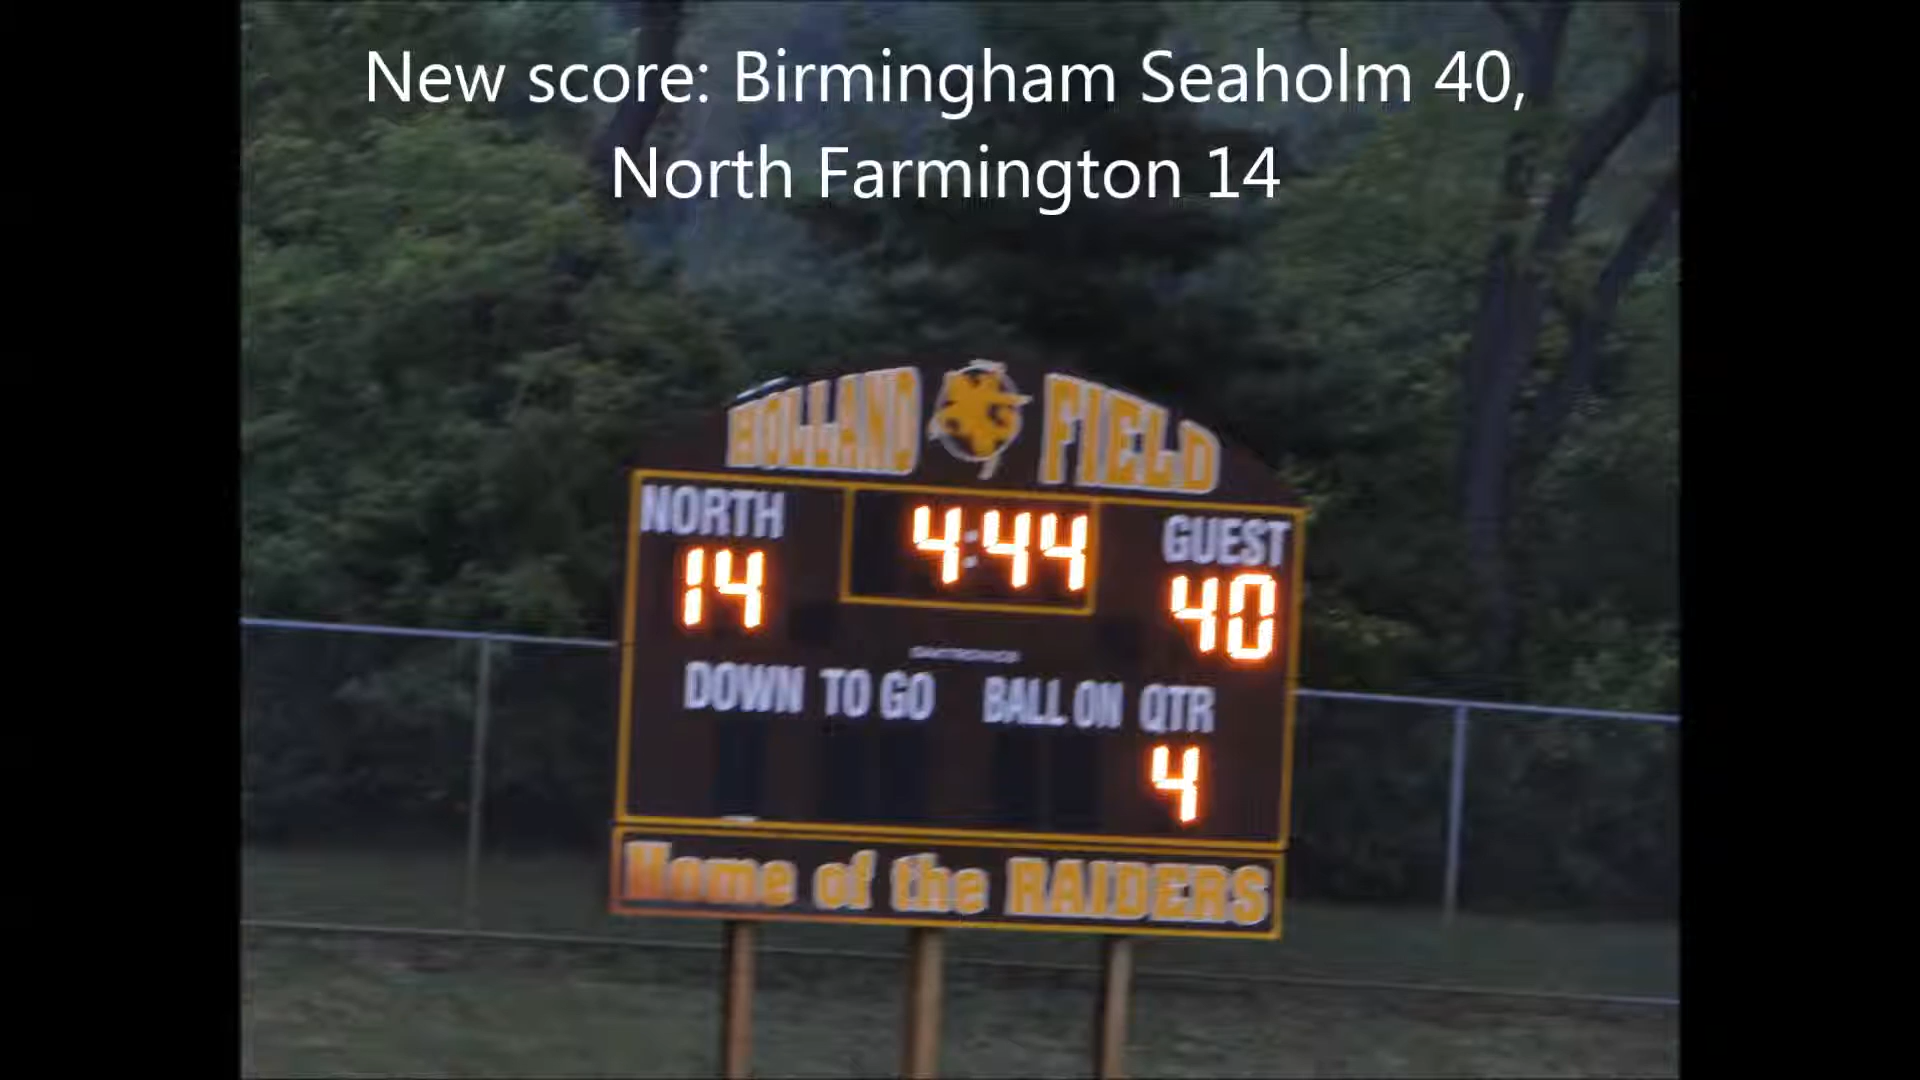 New score: Birmingham Seaholm 40,
North Farmington 14
HOLLAND FIELD
NORTH 4:44 GUEST
14 40
DAKTRONICS
DOWN TO GO BALL ON QTR
4
Home of the RAIDERS